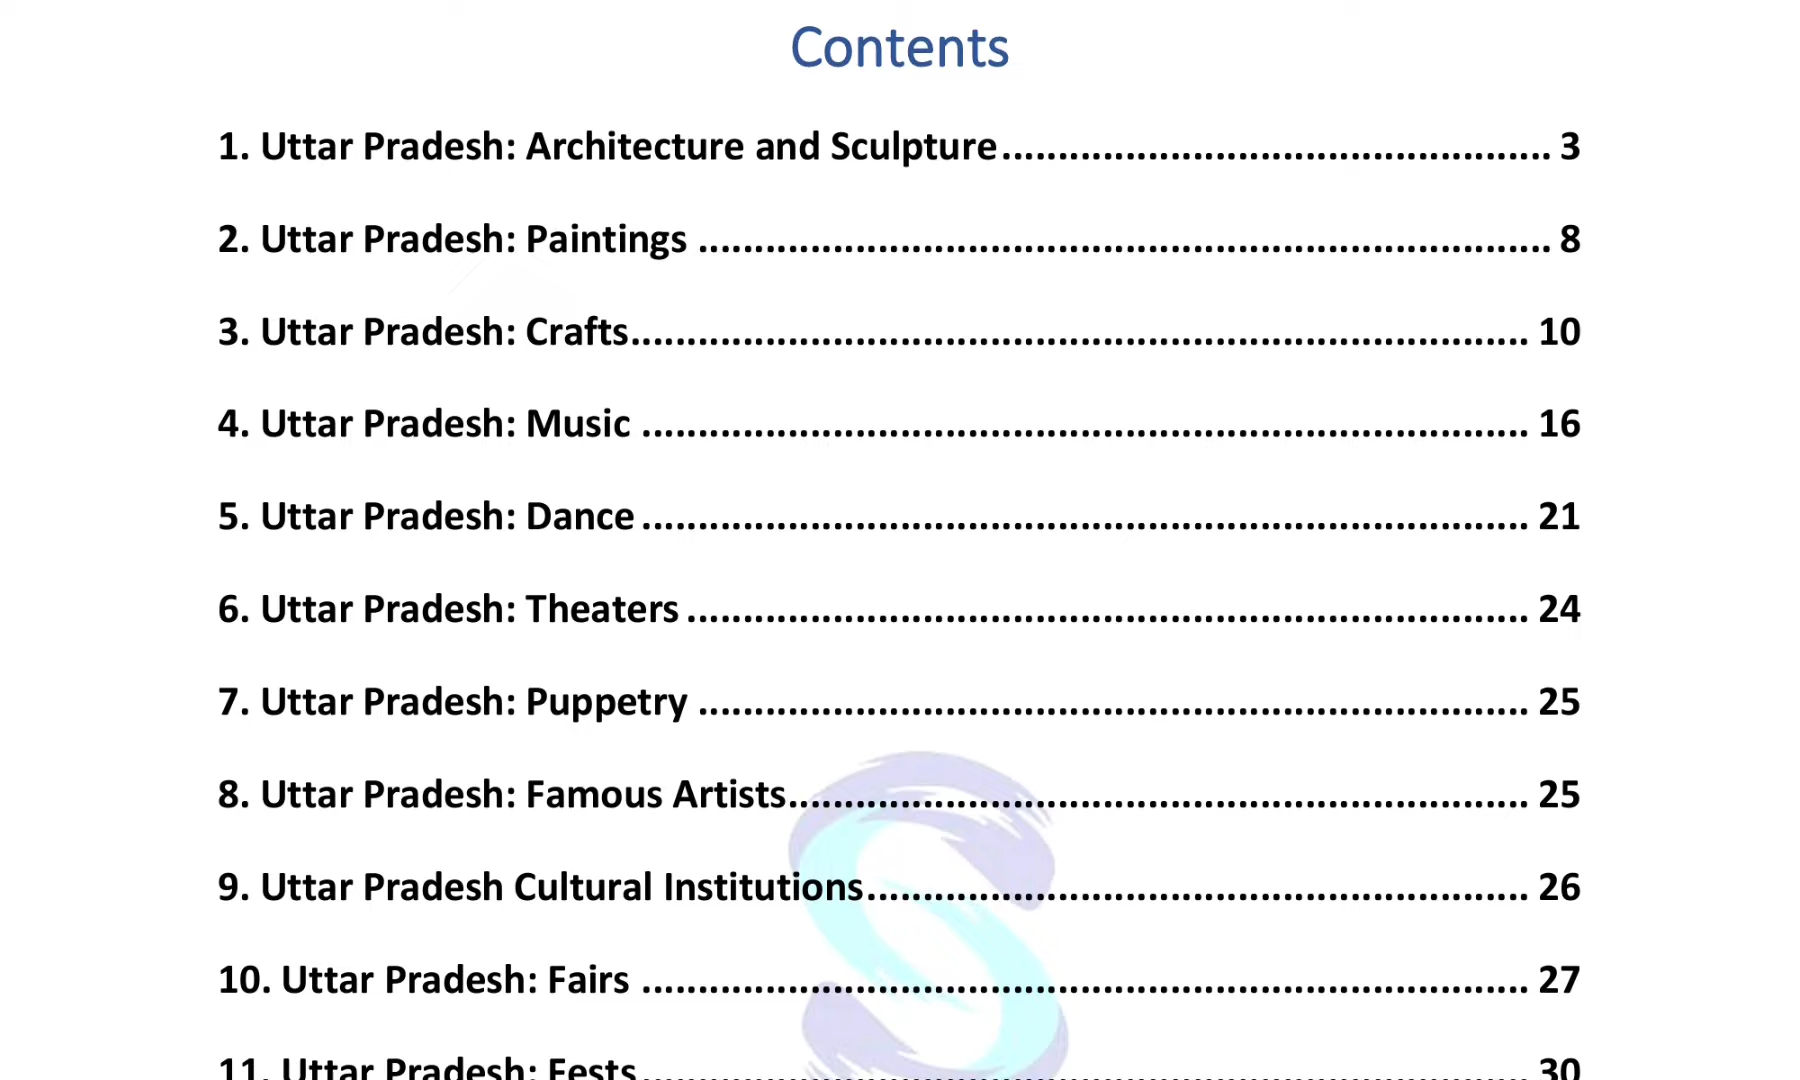 Contents
1. Uttar Pradesh: Architecture and Sculpture................................................. 3
2. Uttar Pradesh: Paintings ............................................................................ 8
3. Uttar Pradesh: Crafts................................................................................ 10
4. Uttar Pradesh: Music ............................................................................... 16
5. Uttar Pradesh: Dance ............................................................................... 21
6. Uttar Pradesh: Theaters ........................................................................... 24
7. Uttar Pradesh: Puppetry .......................................................................... 25
8. Uttar Pradesh: Famous Artists.................................................................. 25
9. Uttar Pradesh Cultural Institutions........................................................... 26
10. Uttar Pradesh: Fairs ............................................................................... 27
11. Uttar Pradesh: Fests............................................................................... 30